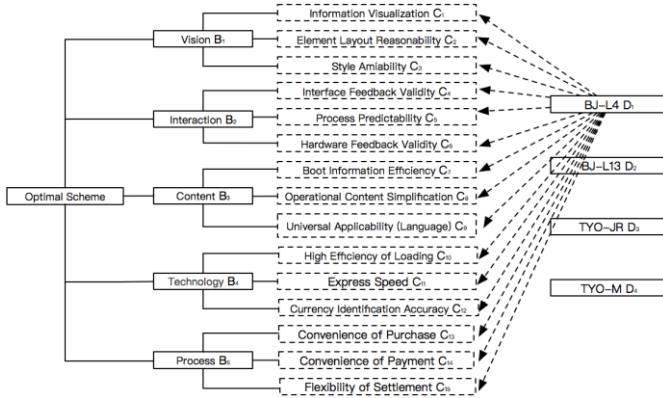 Optimal Scheme
Vision B₁
Information Visualization C₁
Element Layout Reasonability C₂
Style Amiability C₃
Interaction B₂
Interface Feedback Validity C₄
Process Predictability C₅
Hardware Feedback Validity C₆
Content B₃
Boot Information Efficiency C₇
Operational Content Simplification C₈
Universal Applicability (Language) C₉
Technology B₄
High Efficiency of Loading C₁₀
Express Speed C₁₁
Currency Identification Accuracy C₁₂
Process B₅
Convenience of Purchase C₁₃
Convenience of Payment C₁₄
Flexibility of Settlement C₁₅
BJ-L4 D₁
BJ-L13 D₂
TYO-JR D₃
TYO-M D₄